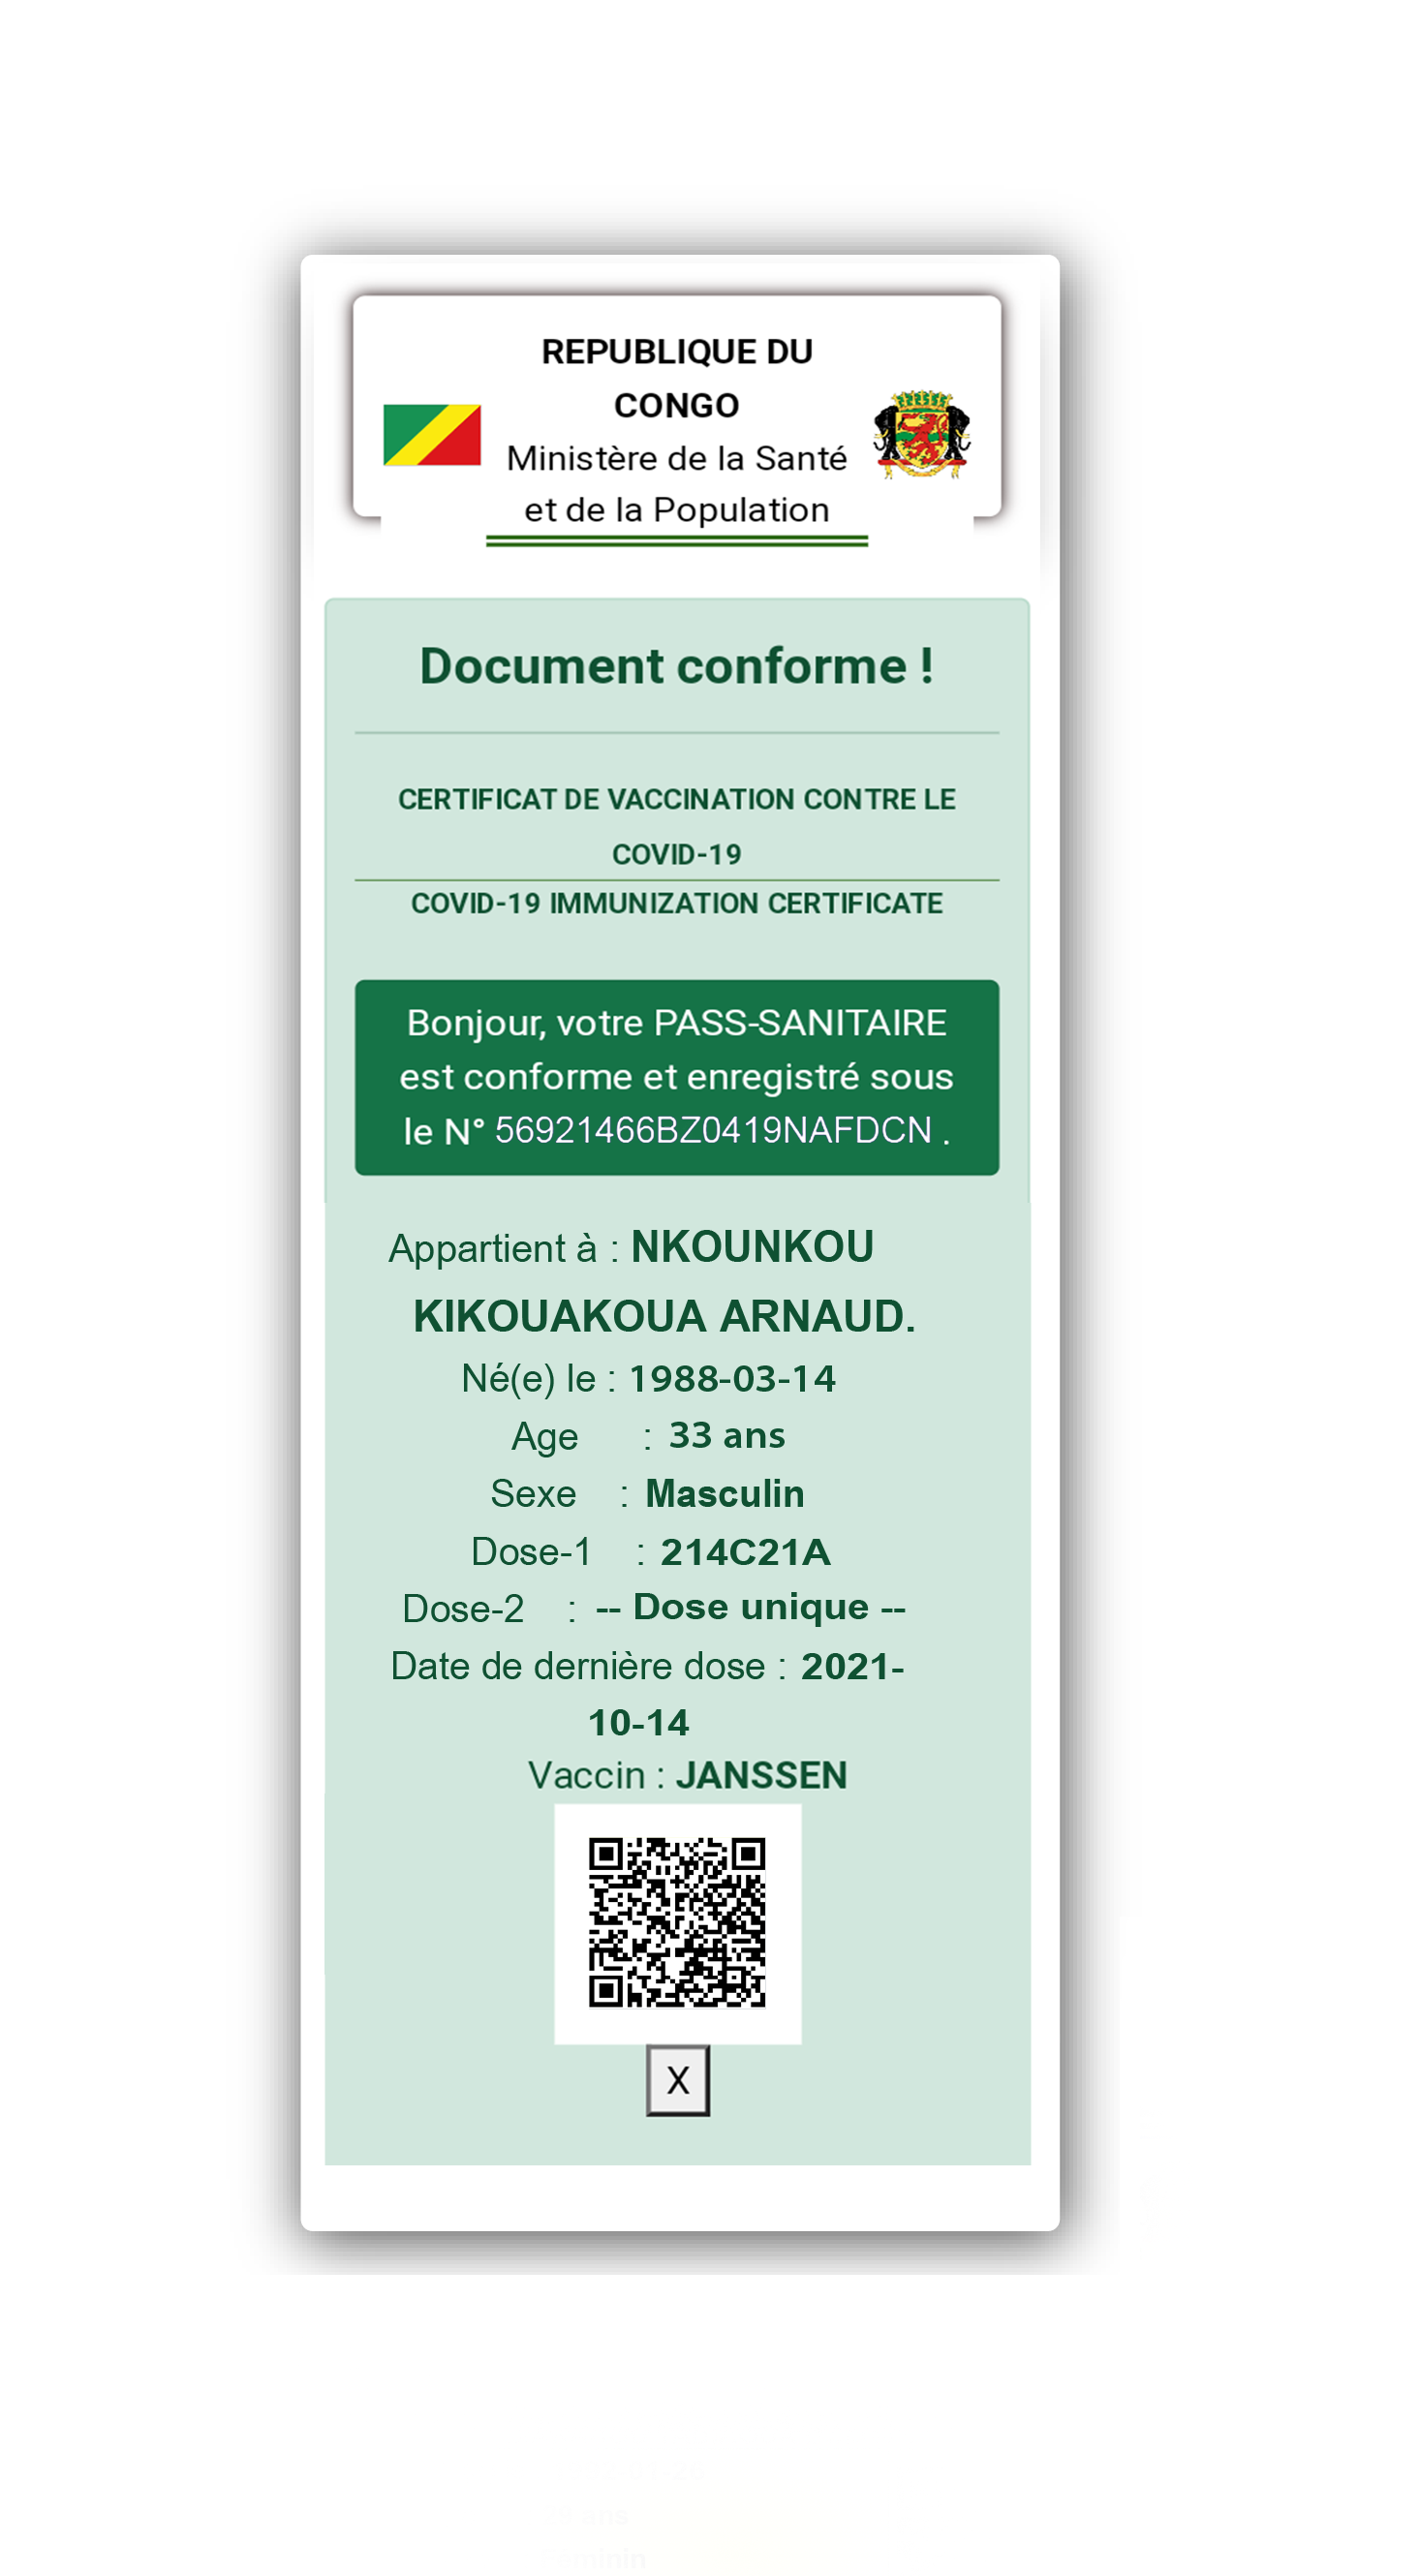 REPUBLIQUE DU
CONGO
Ministère de la Santé
et de la Population
Document conforme !
CERTIFICAT DE VACCINATION CONTRE LE
COVID-19
COVID-19 IMMUNIZATION CERTIFICATE
Bonjour, votre PASS-SANITAIRE
est conforme et enregistré sous
le N° 56921466BZ0419NAFDCN .
Appartient à : NKOUNKOU
KIKOUAKOUA ARNAUD.
Né(e) le : 1988-03-14
Age : 33 ans
Sexe : Masculin
Dose-1 : 214C21A
Dose-2 : -- Dose unique --
Date de dernière dose : 2021-
10-14
Vaccin : JANSSEN
X